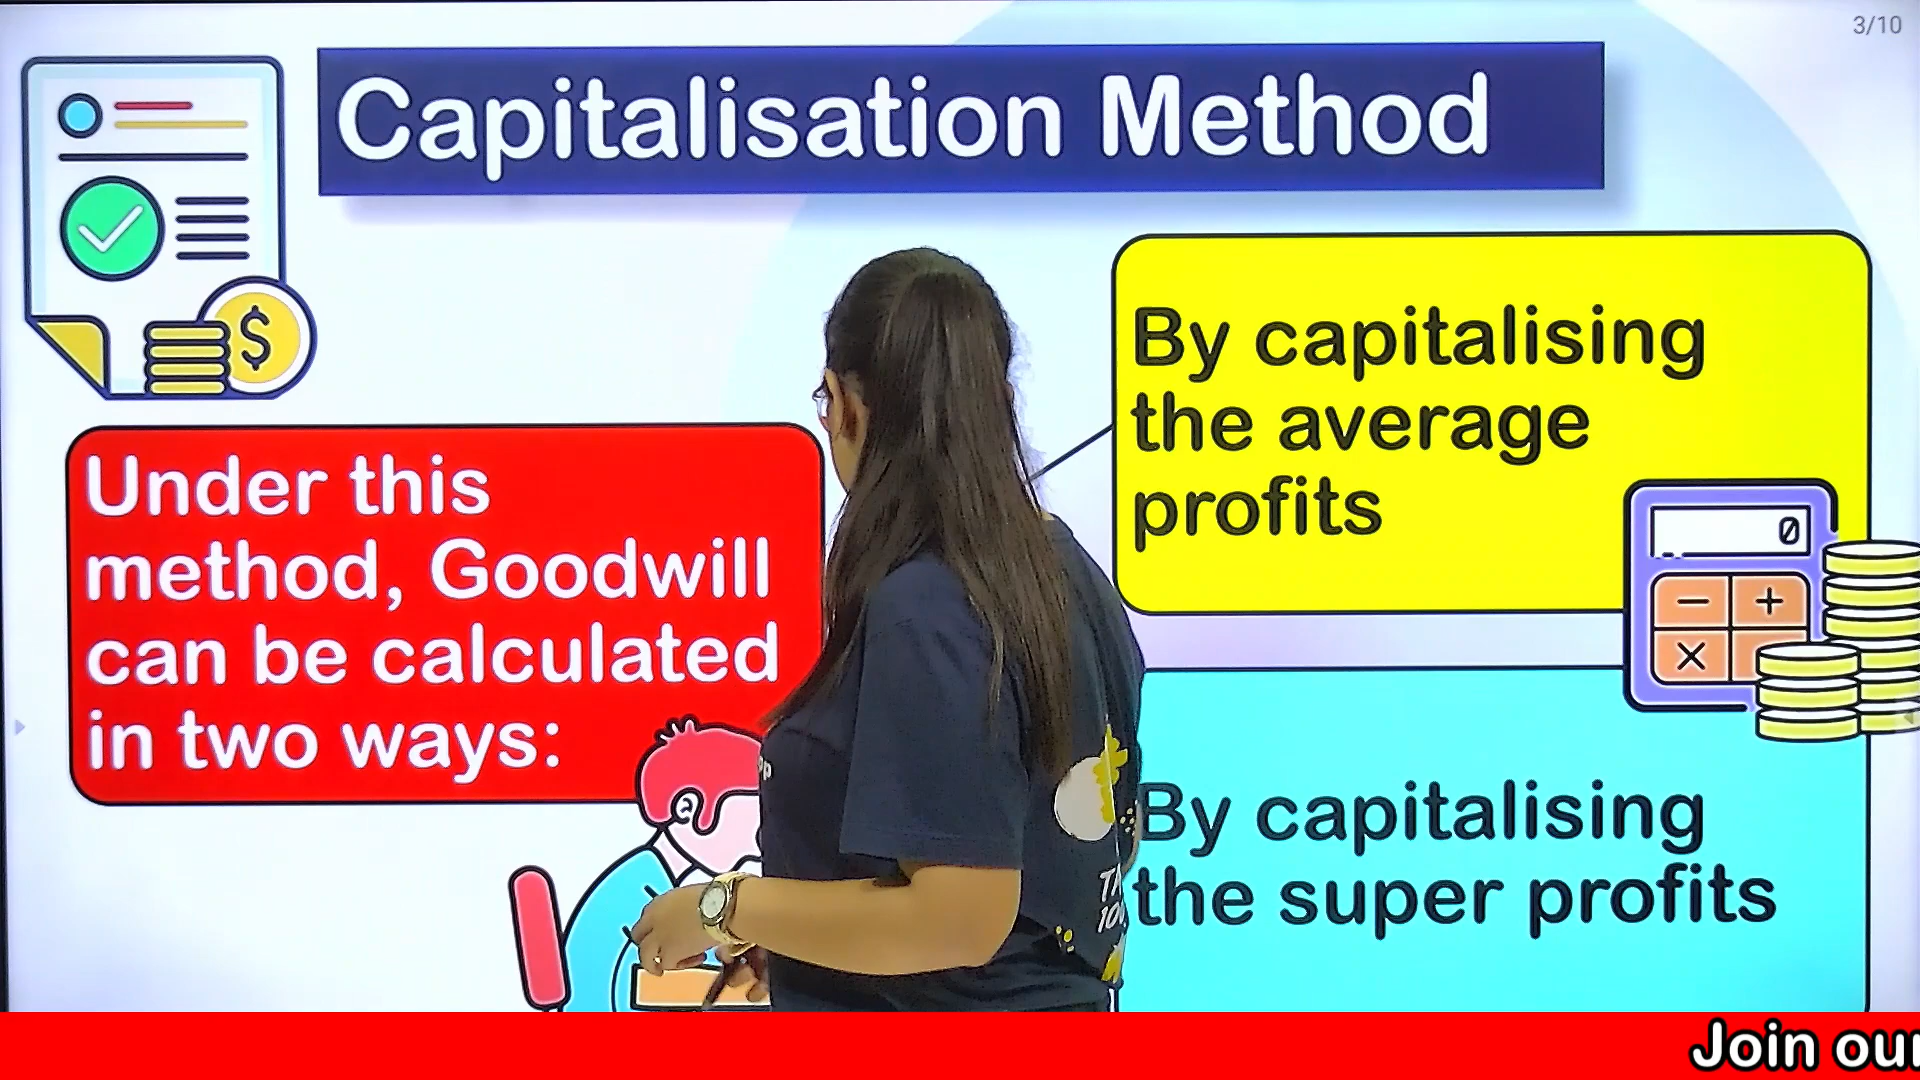 3/10
Capitalisation Method
By capitalising
the average
profits
Under this
method, Goodwill
can be calculated
in two ways:
0
- +
×
By capitalising
the super profits
Join our